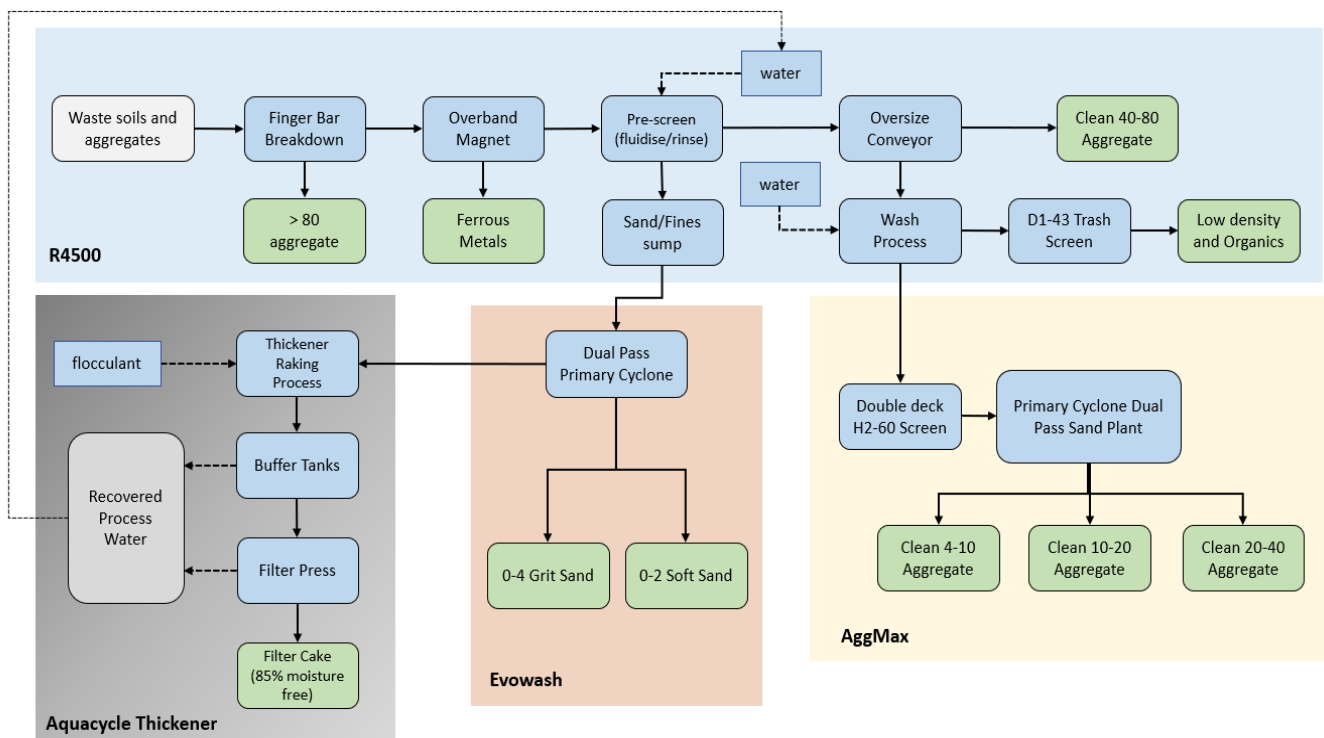 water
Waste soils and
aggregates
Finger Bar
Breakdown
Overband
Magnet
Pre-screen
(fluidise/rinse)
Oversize
Conveyor
Clean 40-80
Aggregate
water
> 80
aggregate
Ferrous
Metals
Sand/Fines
sump
Wash
Process
D1-43 Trash
Screen
Low density
and Organics
R4500
flocculant
Thickener
Raking
Process
Buffer Tanks
Recovered
Process
Water
Filter Press
Filter Cake
(85% moisture
free)
Aquacycle Thickener
Dual Pass
Primary Cyclone
0-4 Grit Sand
0-2 Soft Sand
Evowash
Double deck
H2-60 Screen
Primary Cyclone Dual
Pass Sand Plant
Clean 4-10
Aggregate
Clean 10-20
Aggregate
Clean 20-40
Aggregate
AggMax